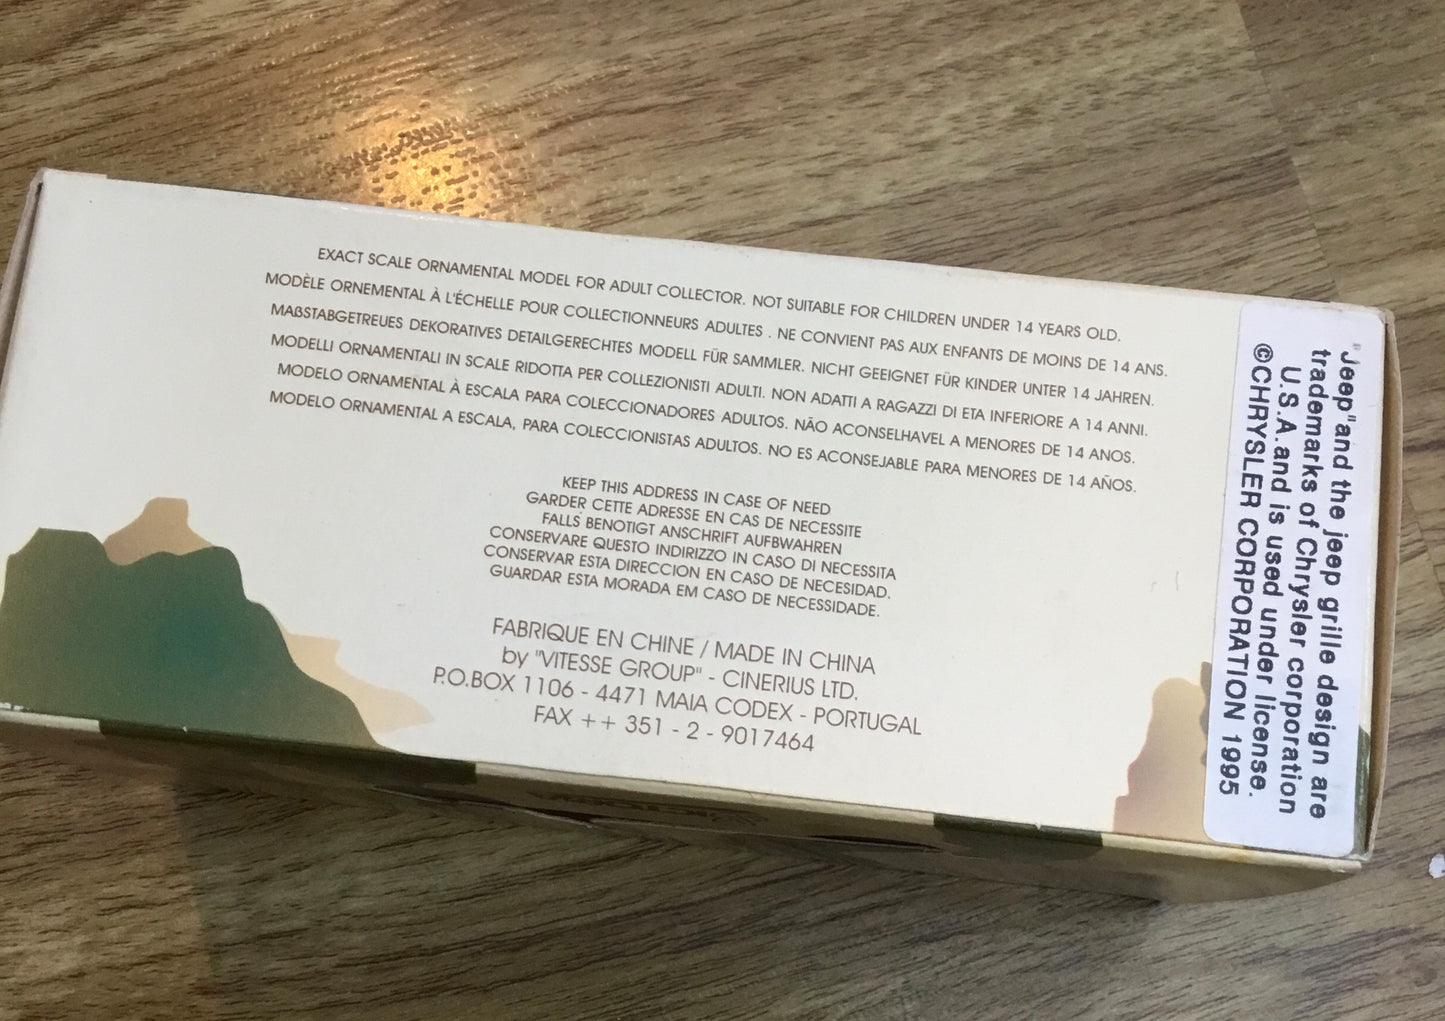 EXACT SCALE ORNAMENTAL MODEL FOR ADULT COLLECTOR. NOT SUITABLE FOR CHILDREN UNDER 14 YEARS OLD.
MODÈLE ORNEMENTAL À L'ÉCHELLE POUR COLLECTIONNEURS ADULTES . NE CONVIENT PAS AUX ENFANTS DE MOINS DE 14 ANS.
MAßSTABGETREUES DEKORATIVES DETAILGERECHTES MODELL FÜR SAMMLER. NICHT GEEIGNET FÜR KINDER UNTER 14 JAHREN.
MODELLI ORNAMENTALI IN SCALE RIDOTTA PER COLLEZIONISTI ADULTI. NON ADATTI A RAGAZZI DI ETA INFERIORE A 14 ANNI.
MODELO ORNAMENTAL À ESCALA PARA COLECCIONADORES ADULTOS. NÃO ACONSELHAVEL A MENORES DE 14 ANOS.
MODELO ORNAMENTAL A ESCALA, PARA COLECCIONISTAS ADULTOS. NO ES ACONSEJABLE PARA MENORES DE 14 AÑOS.
KEEP THIS ADDRESS IN CASE OF NEED
GARDER CETTE ADRESSE EN CAS DE NECESSITE
FALLS BENOTIGT ANSCHRIFT AUFBWAHREN
CONSERVARE QUESTO INDIRIZZO IN CASO DI NECESSITA
CONSERVAR ESTA DIRECCION EN CASO DE NECESIDAD.
GUARDAR ESTA MORADA EM CASO DE NECESSIDADE.
FABRIQUE EN CHINE / MADE IN CHINA
by "VITESSE GROUP" - CINERIUS LTD.
P.O.BOX 1106 - 4471 MAIA CODEX - PORTUGAL
FAX ++ 351 - 2 - 9017464
"Jeep"and the jeep grille design are
trademarks of Chrysler corporation
U.S.A.and is used under license.
©CHRYSLER CORPORATION 1995